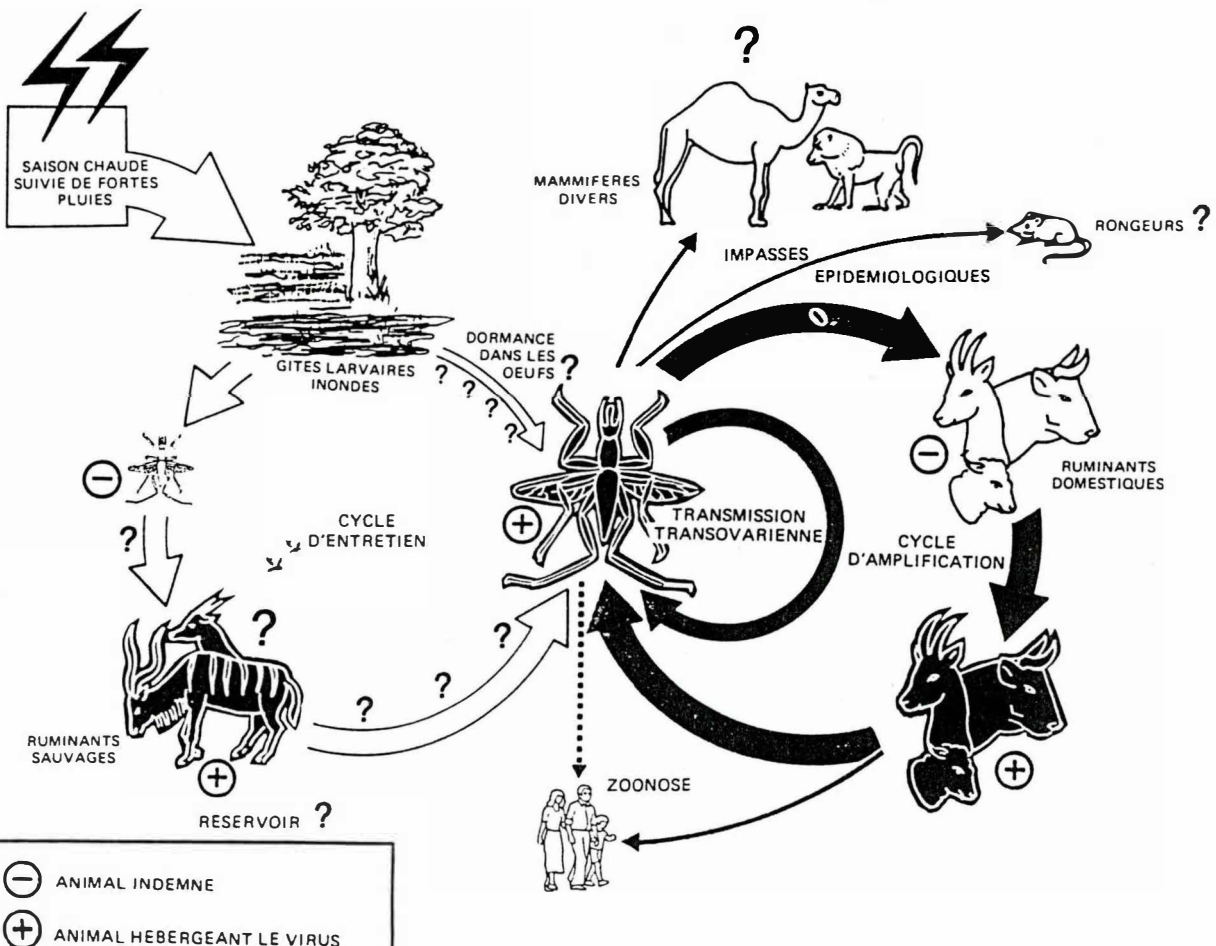 SAISON CHAUDE
SUIVIE DE FORTES
PLUIES
GITES LARVAIRES
INONDES
?
MAMMIFERES
DIVERS
IMPASSES
EPIDEMIOLOGIQUES
RONGEURS ?
DORMANCE
DANS LES
OEUFS ?
? ? ? ?
−
?
CYCLE
D'ENTRETIEN
+
TRANSMISSION
TRANSOVARIENNE
−
RUMINANTS
DOMESTIQUES
CYCLE
D'AMPLIFICATION
?
RUMINANTS
SAUVAGES
+
RESERVOIR ?
? ? ?
ZOONOSE
+
− ANIMAL INDEMNE
+ ANIMAL HEBERGEANT LE VIRUS